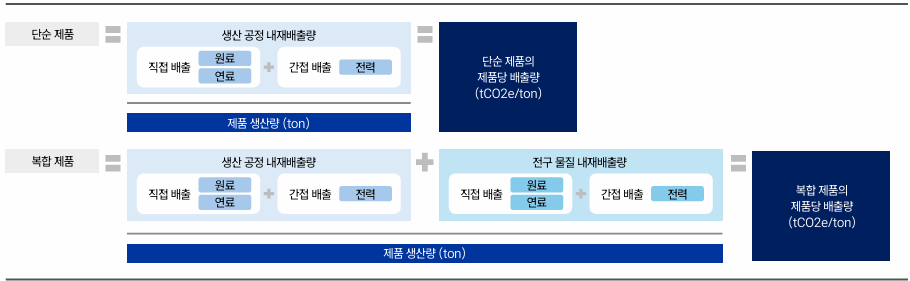 단순 제품
생산 공정 내재배출량
직접 배출
원료
연료
간접 배출
전력
제품 생산량 (ton)
단순 제품의
제품당 배출량
(tCO2e/ton)
복합 제품
생산 공정 내재배출량
직접 배출
원료
연료
간접 배출
전력
전구 물질 내재배출량
직접 배출
원료
연료
간접 배출
전력
제품 생산량 (ton)
복합 제품의
제품당 배출량
(tCO2e/ton)